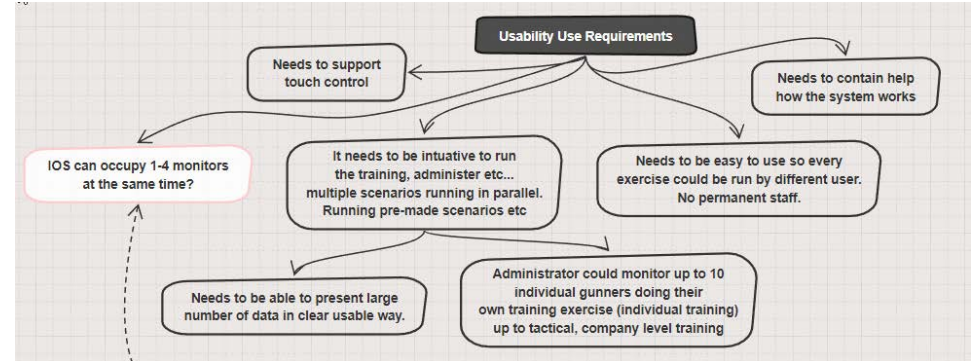 Usability Use Requirements
Needs to support
touch control
Needs to contain help
how the system works
IOS can occupy 1-4 monitors
at the same time?
It needs to be intuative to run
the training, administer etc...
multiple scenarios running in parallel.
Running pre-made scenarios etc
Needs to be easy to use so every
exercise could be run by different user.
No permanent staff.
Needs to be able to present large
number of data in clear usable way.
Administrator could monitor up to 10
individual gunners doing their
own training exercise (individual training)
up to tactical, company level training